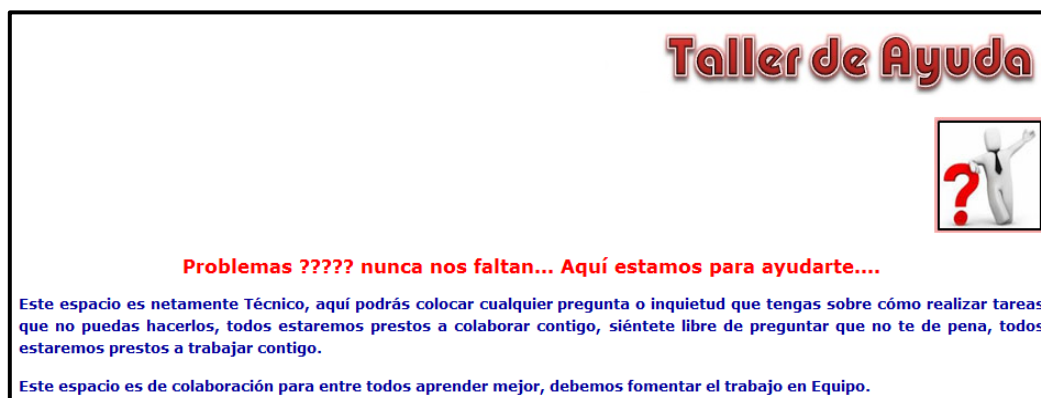 Taller de Ayuda
?
Problemas ????? nunca nos faltan... Aquí estamos para ayudarte....
Este espacio es netamente Técnico, aquí podrás colocar cualquier pregunta o inquietud que tengas sobre cómo realizar tareas
que no puedas hacerlos, todos estaremos prestos a colaborar contigo, siéntete libre de preguntar que no te de pena, todos
estaremos prestos a trabajar contigo.
Este espacio es de colaboración para entre todos aprender mejor, debemos fomentar el trabajo en Equipo.